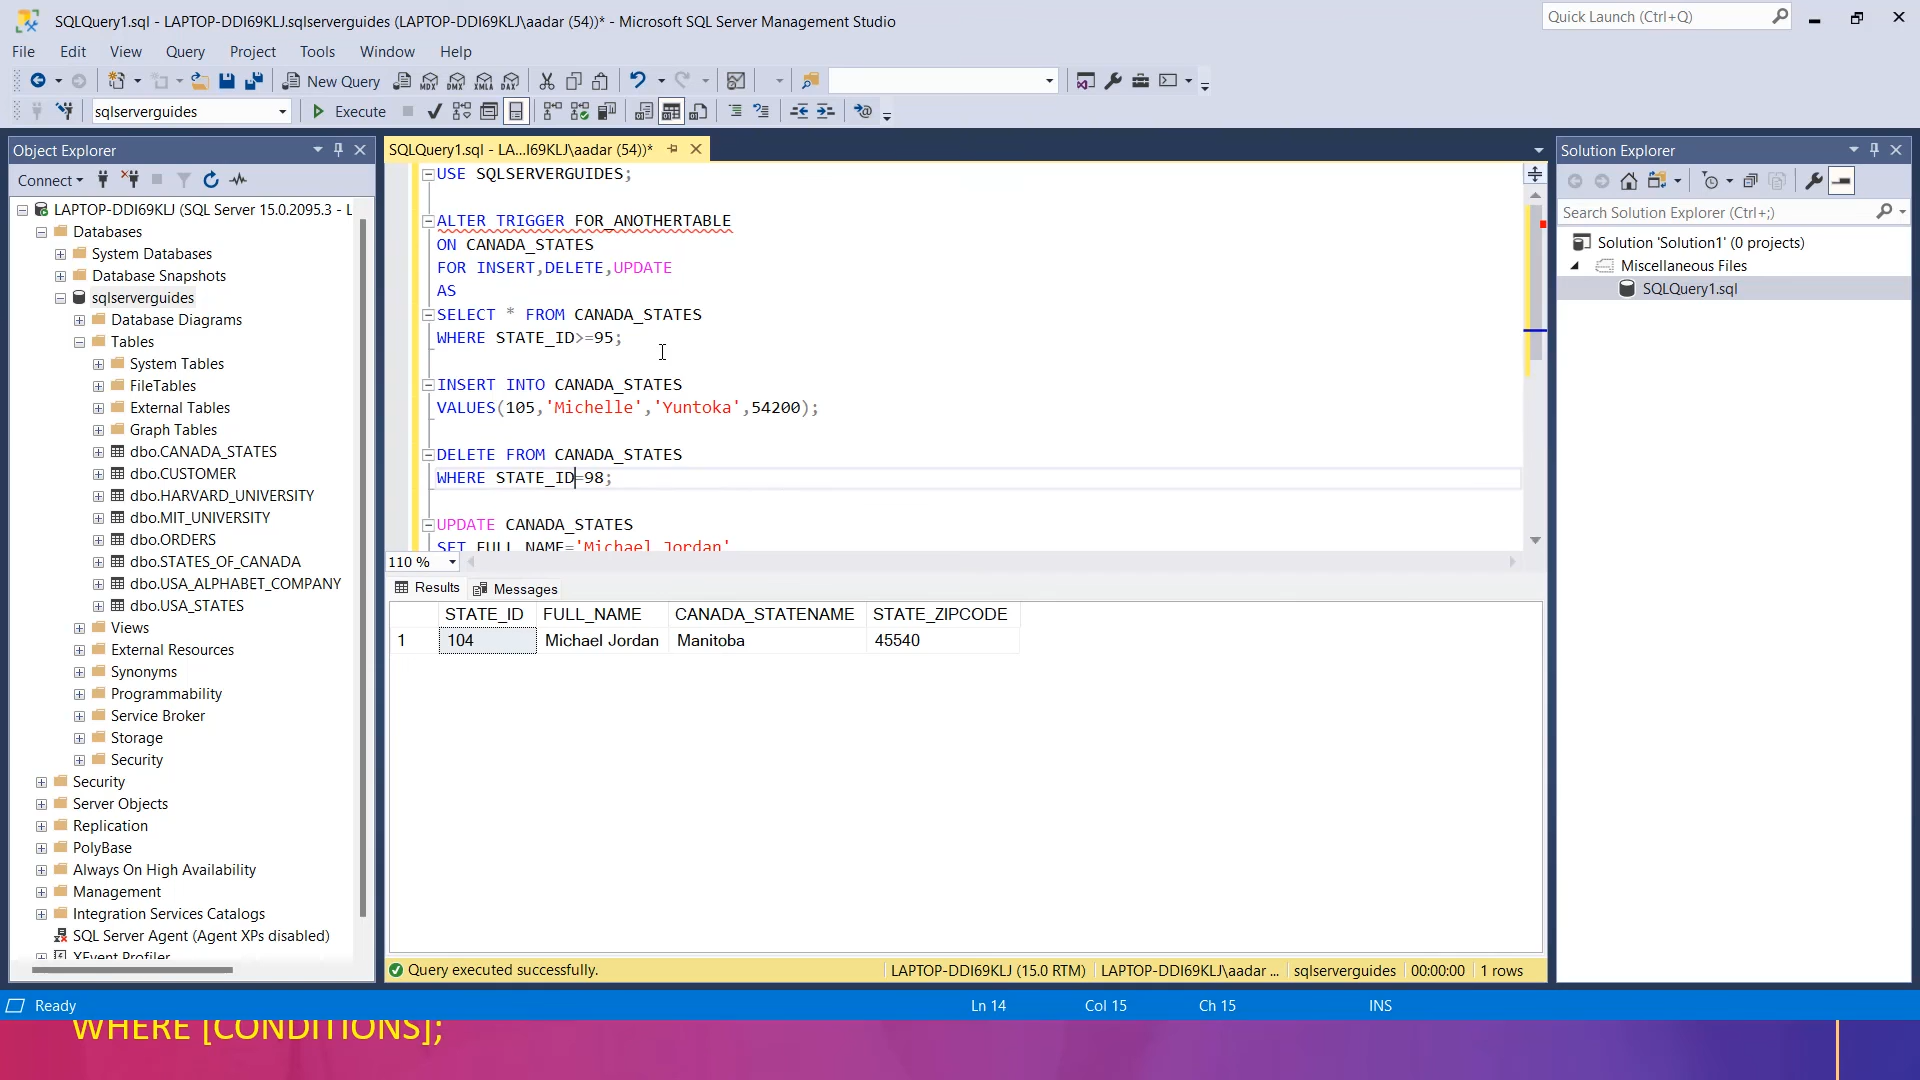 SQLQuery1.sql - LAPTOP-DDI69KLJ.sqlserverguides (LAPTOP-DDI69KLJ\aadar (54))* - Microsoft SQL Server Management Studio
Quick Launch (Ctrl+Q)
File Edit View Query Project Tools Window Help
New Query MDX DMX XMLA DAX
sqlserverguides Execute
Object Explorer
Connect
LAPTOP-DDI69KLJ (SQL Server 15.0.2095.3 - L
Databases
System Databases
Database Snapshots
sqlserverguides
Database Diagrams
Tables
System Tables
FileTables
External Tables
Graph Tables
dbo.CANADA_STATES
dbo.CUSTOMER
dbo.HARVARD_UNIVERSITY
dbo.MIT_UNIVERSITY
dbo.ORDERS
dbo.STATES_OF_CANADA
dbo.USA_ALPHABET_COMPANY
dbo.USA_STATES
Views
External Resources
Synonyms
Programmability
Service Broker
Storage
Security
Security
Server Objects
Replication
PolyBase
Always On High Availability
Management
Integration Services Catalogs
SQL Server Agent (Agent XPs disabled)
XEvent Profiler
SQLQuery1.sql - LA...I69KLJ\aadar (54))*
USE SQLSERVERGUIDES;
ALTER TRIGGER FOR_ANOTHERTABLE
ON CANADA_STATES
FOR INSERT,DELETE,UPDATE
AS
SELECT * FROM CANADA_STATES
WHERE STATE_ID>=95;
INSERT INTO CANADA_STATES
VALUES(105,'Michelle','Yuntoka',54200);
DELETE FROM CANADA_STATES
WHERE STATE_ID=98;
UPDATE CANADA_STATES
SET FULL_NAME='Michael Jordan'
110 %
Results Messages
STATE_ID FULL_NAME CANADA_STATENAME STATE_ZIPCODE
1 104 Michael Jordan Manitoba 45540
Query executed successfully. LAPTOP-DDI69KLJ (15.0 RTM) LAPTOP-DDI69KLJ\aadar ... sqlserverguides 00:00:00 1 rows
Solution Explorer
Search Solution Explorer (Ctrl+;)
Solution 'Solution1' (0 projects)
Miscellaneous Files
SQLQuery1.sql
Ready Ln 14 Col 15 Ch 15 INS
WHERE [CONDITIONS];